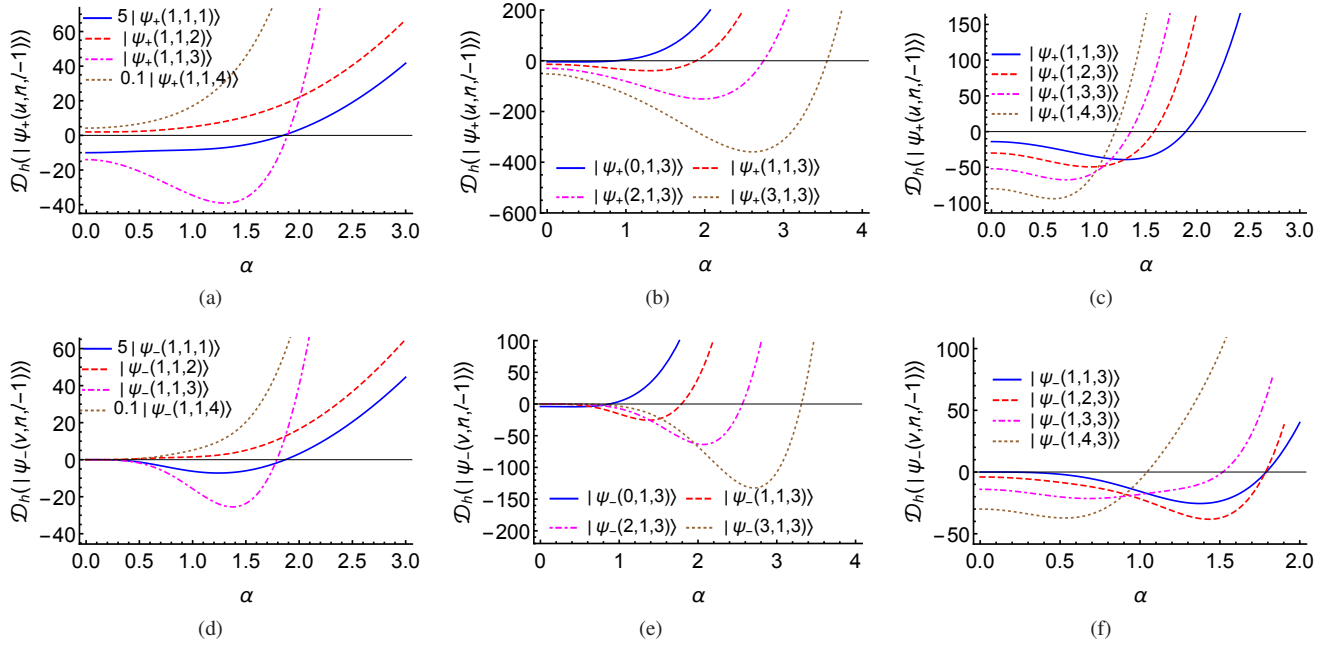 5 | ψ+(1,1,1)⟩
| ψ+(1,1,2)⟩
| ψ+(1,1,3)⟩
0.1 | ψ+(1,1,4)⟩
60
40
20
0
−20
−40
0.0 0.5 1.0 1.5 2.0 2.5 3.0
α
𝒟h( | ψ+(u,n,l−1)⟩)
(a)
200
0
−200
−400
−600
| ψ+(0,1,3)⟩ | ψ+(1,1,3)⟩
| ψ+(2,1,3)⟩ | ψ+(3,1,3)⟩
0 1 2 3 4
α
𝒟h( | ψ+(u,n,l−1)⟩)
(b)
150
100
50
0
−50
−100
| ψ+(1,1,3)⟩
| ψ+(1,2,3)⟩
| ψ+(1,3,3)⟩
| ψ+(1,4,3)⟩
0.0 0.5 1.0 1.5 2.0 2.5 3.0
α
𝒟h( | ψ+(u,n,l−1)⟩)
(c)
5 | ψ−(1,1,1)⟩
| ψ−(1,1,2)⟩
| ψ−(1,1,3)⟩
0.1 | ψ−(1,1,4)⟩
60
40
20
0
−20
−40
0.0 0.5 1.0 1.5 2.0 2.5 3.0
α
𝒟h( | ψ−(v,n,l−1)⟩)
(d)
100
50
0
−50
−100
−150
−200
| ψ−(0,1,3)⟩ | ψ−(1,1,3)⟩
| ψ−(2,1,3)⟩ | ψ−(3,1,3)⟩
0 1 2 3 4
α
𝒟h( | ψ−(v,n,l−1)⟩)
(e)
100
50
0
−50
| ψ−(1,1,3)⟩
| ψ−(1,2,3)⟩
| ψ−(1,3,3)⟩
| ψ−(1,4,3)⟩
0.0 0.5 1.0 1.5 2.0
α
𝒟h( | ψ−(v,n,l−1)⟩)
(f)